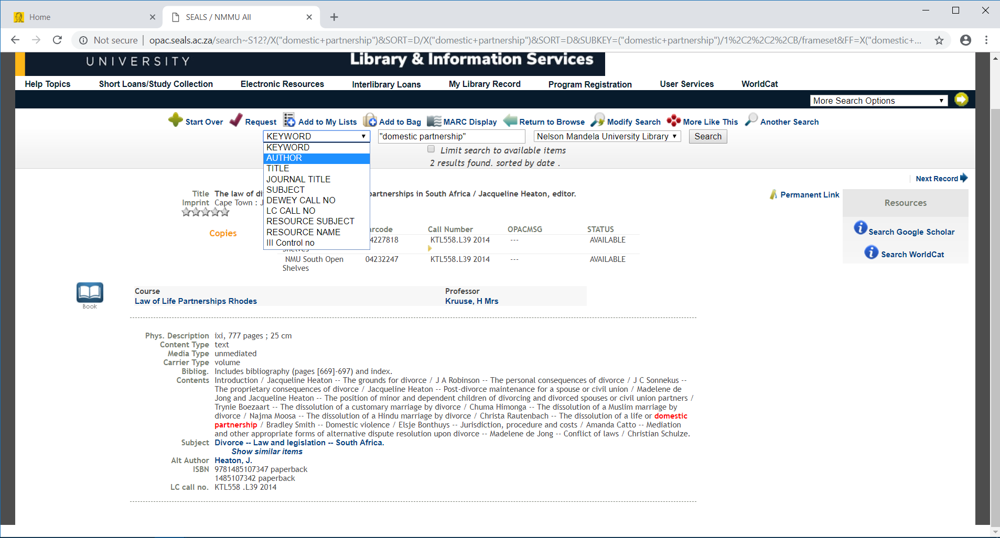 Home
SEALS / NMMU All
Not secure | opac.seals.ac.za/search~S12?/X("domestic+partnership")&SORT=D/X("domestic+partnership")&SORT=D&SUBKEY=("domestic+partnership")/1%2C2%2C2%2CB/frameset&FF=X("domestic+...
UNIVERSITY
Library & Information Services
Help Topics Short Loans/Study Collection Electronic Resources Interlibrary Loans My Library Record Program Registration User Services WorldCat
More Search Options
Start Over Request Add to My Lists Add to Bag MARC Display Return to Browse Modify Search More Like This Another Search
KEYWORD "domestic partnership" Nelson Mandela University Library Search
KEYWORD
AUTHOR
TITLE
JOURNAL TITLE
SUBJECT
DEWEY CALL NO
LC CALL NO
RESOURCE SUBJECT
RESOURCE NAME
III Control no
Limit search to available items
2 results found. sorted by date .
Next Record
Title The law of di artnerships in South Africa / Jacqueline Heaton, editor.
Imprint Cape Town : J
Permanent Link
Resources
Search Google Scholar
Search WorldCat
Copies
arcode Call Number OPACMSG STATUS
4227818 KTL558.L39 2014 --- AVAILABLE
Shelves
NMU South Open 04232247 KTL558.L39 2014 --- AVAILABLE
Shelves
Book
Course Professor
Law of Life Partnerships Rhodes Kruuse, H Mrs
Phys. Description ixi, 777 pages ; 25 cm
Content Type text
Media Type unmediated
Carrier Type volume
Bibliog. Includes bibliography (pages [669]-697) and index.
Contents Introduction / Jacqueline Heaton -- The grounds for divorce / J A Robinson -- The personal consequences of divorce / J C Sonnekus --
The proprietary consequences of divorce / Jacqueline Heaton -- Post-divorce maintenance for a spouse or civil union / Madelene de
Jong and Jacqueline Heaton -- The position of minor and dependent children of divorcing and divorced spouses or civil union partners /
Trynie Boezaart -- The dissolution of a customary marriage by divorce / Chuma Himonga -- The dissolution of a Muslim marriage by
divorce / Najma Moosa -- The dissolution of a Hindu marriage by divorce / Christa Rautenbach -- The dissolution of a life or domestic
partnership / Bradley Smith -- Domestic violence / Elsje Bonthuys -- Jurisdiction, procedure and costs / Amanda Catto -- Mediation
and other appropriate forms of alternative dispute resolution upon divorce -- Madelene de Jong -- Conflict of laws / Christian Schulze.
Subject Divorce -- Law and legislation -- South Africa.
Show similar items
Alt Author Heaton, J.
ISBN 9781485107347 paperback
1485107342 paperback
LC call no. KTL558 .L39 2014